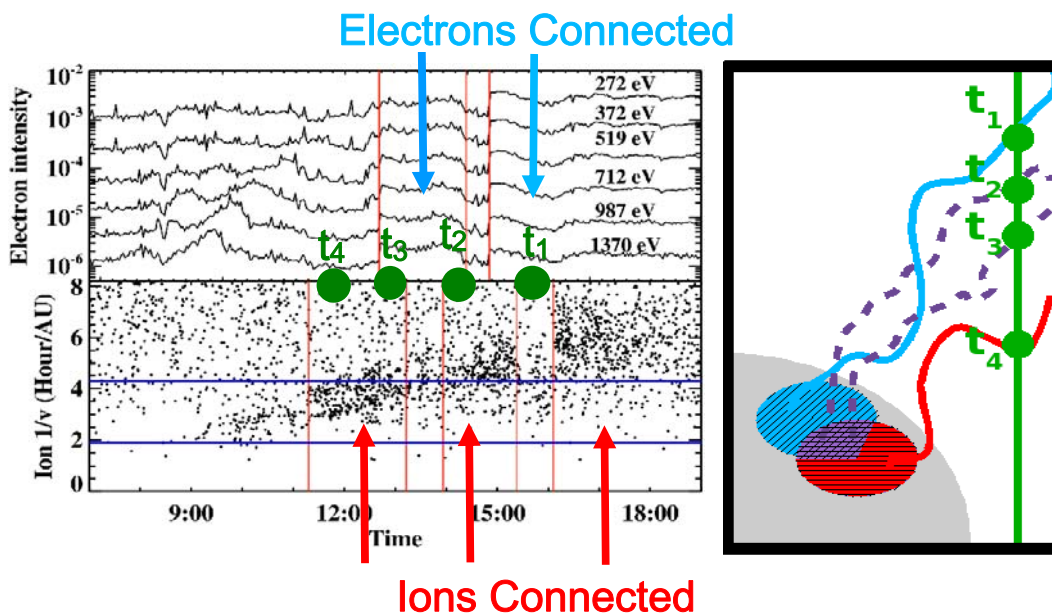 Electrons Connected
Electron intensity
10⁻²
10⁻³
10⁻⁴
10⁻⁵
10⁻⁶
272 eV
372 eV
519 eV
712 eV
987 eV
1370 eV
t₄ t₃ t₂ t₁
Ion 1/v (Hour/AU)
8
6
4
2
0
9:00 12:00 15:00 18:00
Time
Ions Connected
t₁
t₂
t₃
t₄